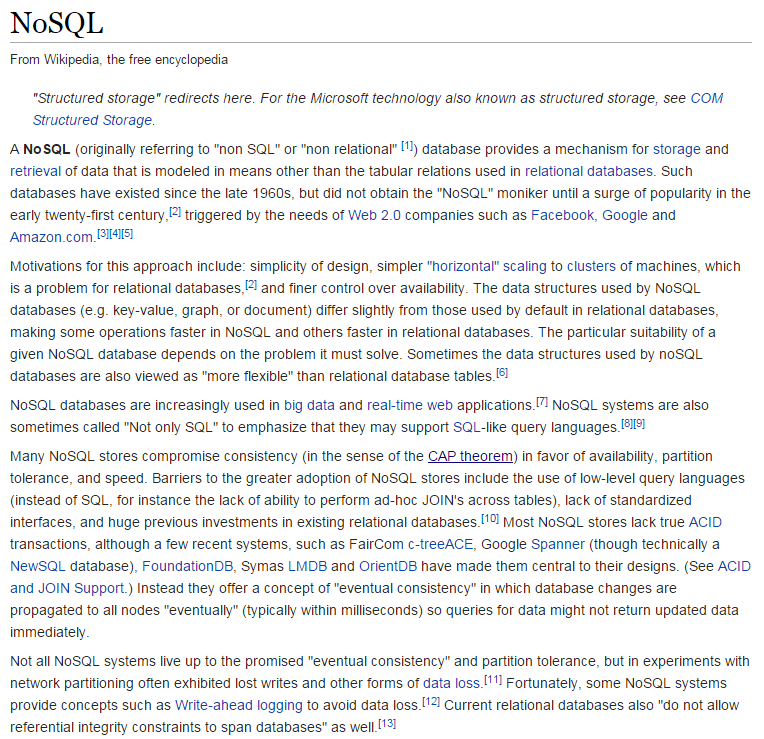 NoSQL
From Wikipedia, the free encyclopedia
"Structured storage" redirects here. For the Microsoft technology also known as structured storage, see COM
Structured Storage.
A NoSQL (originally referring to "non SQL" or "non relational" [1]) database provides a mechanism for storage and
retrieval of data that is modeled in means other than the tabular relations used in relational databases. Such
databases have existed since the late 1960s, but did not obtain the "NoSQL" moniker until a surge of popularity in the
early twenty-first century,[2] triggered by the needs of Web 2.0 companies such as Facebook, Google and
Amazon.com.[3][4][5]
Motivations for this approach include: simplicity of design, simpler "horizontal" scaling to clusters of machines, which
is a problem for relational databases,[2] and finer control over availability. The data structures used by NoSQL
databases (e.g. key-value, graph, or document) differ slightly from those used by default in relational databases,
making some operations faster in NoSQL and others faster in relational databases. The particular suitability of a
given NoSQL database depends on the problem it must solve. Sometimes the data structures used by noSQL
databases are also viewed as "more flexible" than relational database tables.[6]
NoSQL databases are increasingly used in big data and real-time web applications.[7] NoSQL systems are also
sometimes called "Not only SQL" to emphasize that they may support SQL-like query languages.[8][9]
Many NoSQL stores compromise consistency (in the sense of the CAP theorem) in favor of availability, partition
tolerance, and speed. Barriers to the greater adoption of NoSQL stores include the use of low-level query languages
(instead of SQL, for instance the lack of ability to perform ad-hoc JOIN's across tables), lack of standardized
interfaces, and huge previous investments in existing relational databases.[10] Most NoSQL stores lack true ACID
transactions, although a few recent systems, such as FairCom c-treeACE, Google Spanner (though technically a
NewSQL database), FoundationDB, Symas LMDB and OrientDB have made them central to their designs. (See ACID
and JOIN Support.) Instead they offer a concept of "eventual consistency" in which database changes are
propagated to all nodes "eventually" (typically within milliseconds) so queries for data might not return updated data
immediately.
Not all NoSQL systems live up to the promised "eventual consistency" and partition tolerance, but in experiments with
network partitioning often exhibited lost writes and other forms of data loss.[11] Fortunately, some NoSQL systems
provide concepts such as Write-ahead logging to avoid data loss.[12] Current relational databases also "do not allow
referential integrity constraints to span databases" as well.[13]